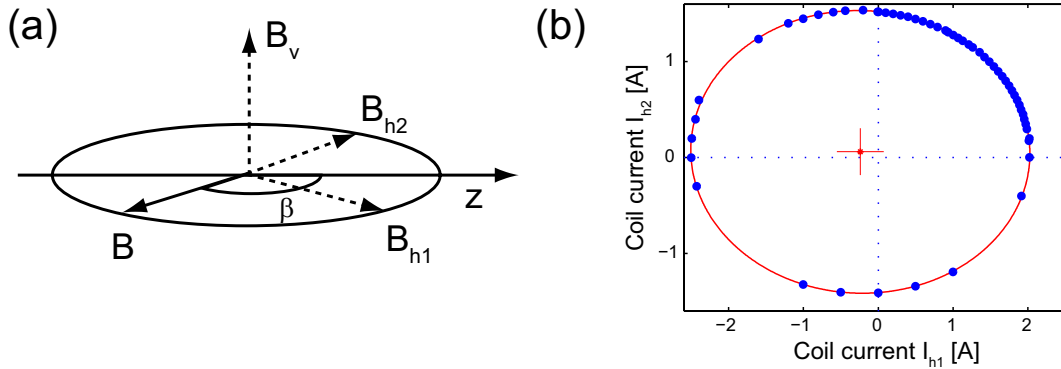 (a)
B_v
B_h2
z
β
B
B_h1
(b)
Coil current I_h2 [A]
1
0
−1
−2
−1
0
1
2
Coil current I_h1 [A]